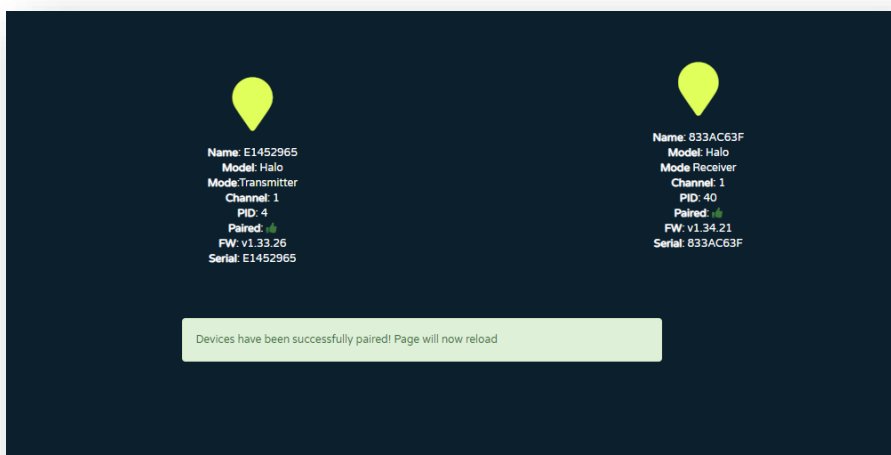 Name: E1452965
Model: Halo
Mode:Transmitter
Channel: 1
PID: 4
Paired:
FW: v1.33.26
Serial: E1452965
Name: 833AC63F
Model: Halo
Mode Receiver
Channel: 1
PID: 40
Paired:
FW: v1.34.21
Serial: 833AC63F
Devices have been successfully paired! Page will now reload